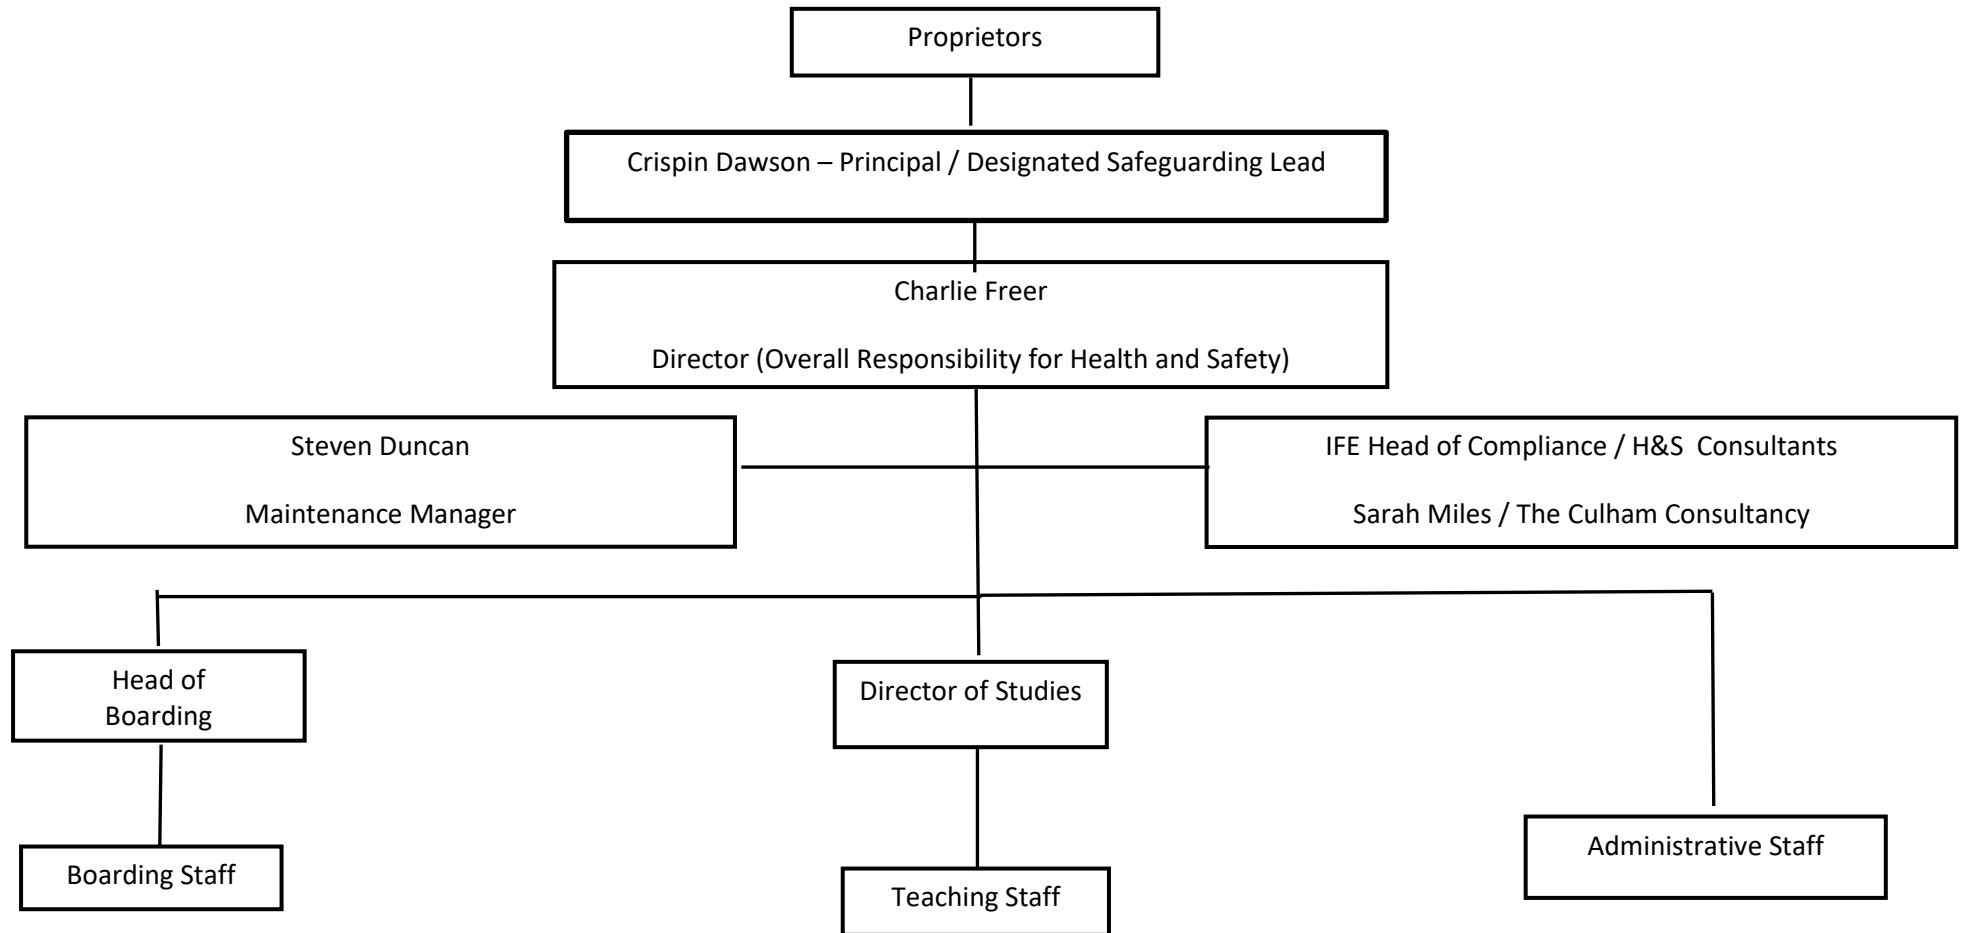 Proprietors
Crispin Dawson – Principal / Designated Safeguarding Lead
Charlie Freer
Director (Overall Responsibility for Health and Safety)
Steven Duncan
Maintenance Manager
IFE Head of Compliance / H&S  Consultants
Sarah Miles / The Culham Consultancy
Head of
Boarding
Director of Studies
Administrative Staff
Boarding Staff
Teaching Staff